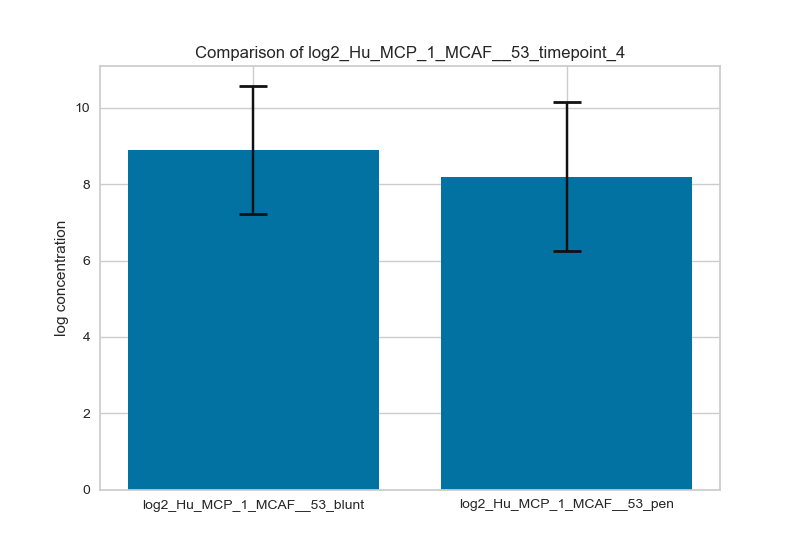 Comparison of log2_Hu_MCP_1_MCAF__53_timepoint_4
log concentration
10
8
6
4
2
0
log2_Hu_MCP_1_MCAF__53_blunt
log2_Hu_MCP_1_MCAF__53_pen